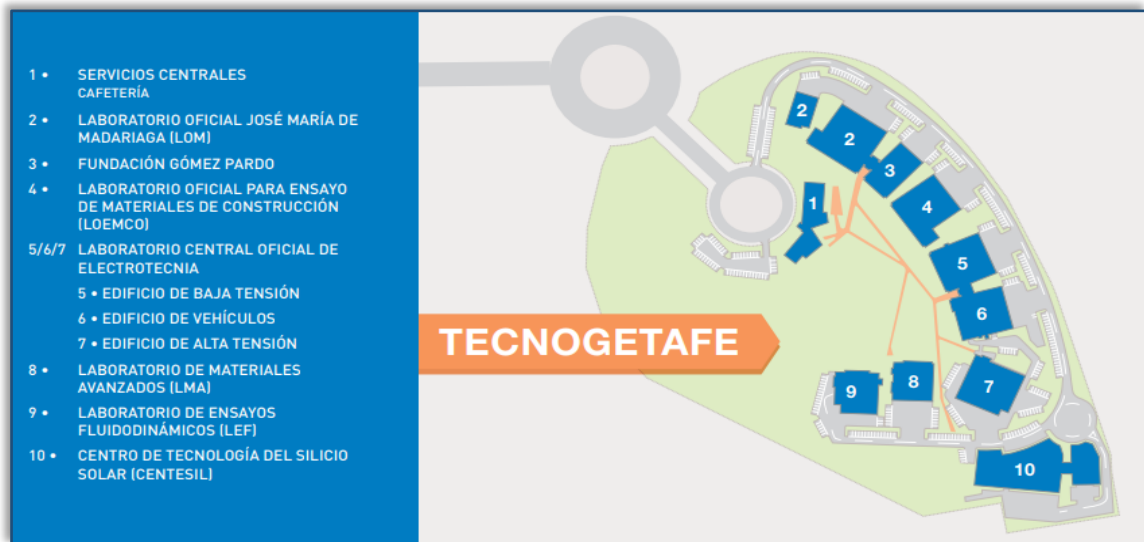 1 • SERVICIOS CENTRALES
CAFETERÍA
2 • LABORATORIO OFICIAL JOSÉ MARÍA DE
MADARIAGA (LOM)
3 • FUNDACIÓN GÓMEZ PARDO
4 • LABORATORIO OFICIAL PARA ENSAYO
DE MATERIALES DE CONSTRUCCIÓN
(LOEMCO)
5/6/7 LABORATORIO CENTRAL OFICIAL DE
ELECTROTECNIA
5 • EDIFICIO DE BAJA TENSIÓN
6 • EDIFICIO DE VEHÍCULOS
7 • EDIFICIO DE ALTA TENSIÓN
8 • LABORATORIO DE MATERIALES
AVANZADOS (LMA)
9 • LABORATORIO DE ENSAYOS
FLUIDODINÁMICOS (LEF)
10 • CENTRO DE TECNOLOGÍA DEL SILICIO
SOLAR (CENTESIL)
TECNOGETAFE
2
2
3
1
4
5
6
7
8
9
10